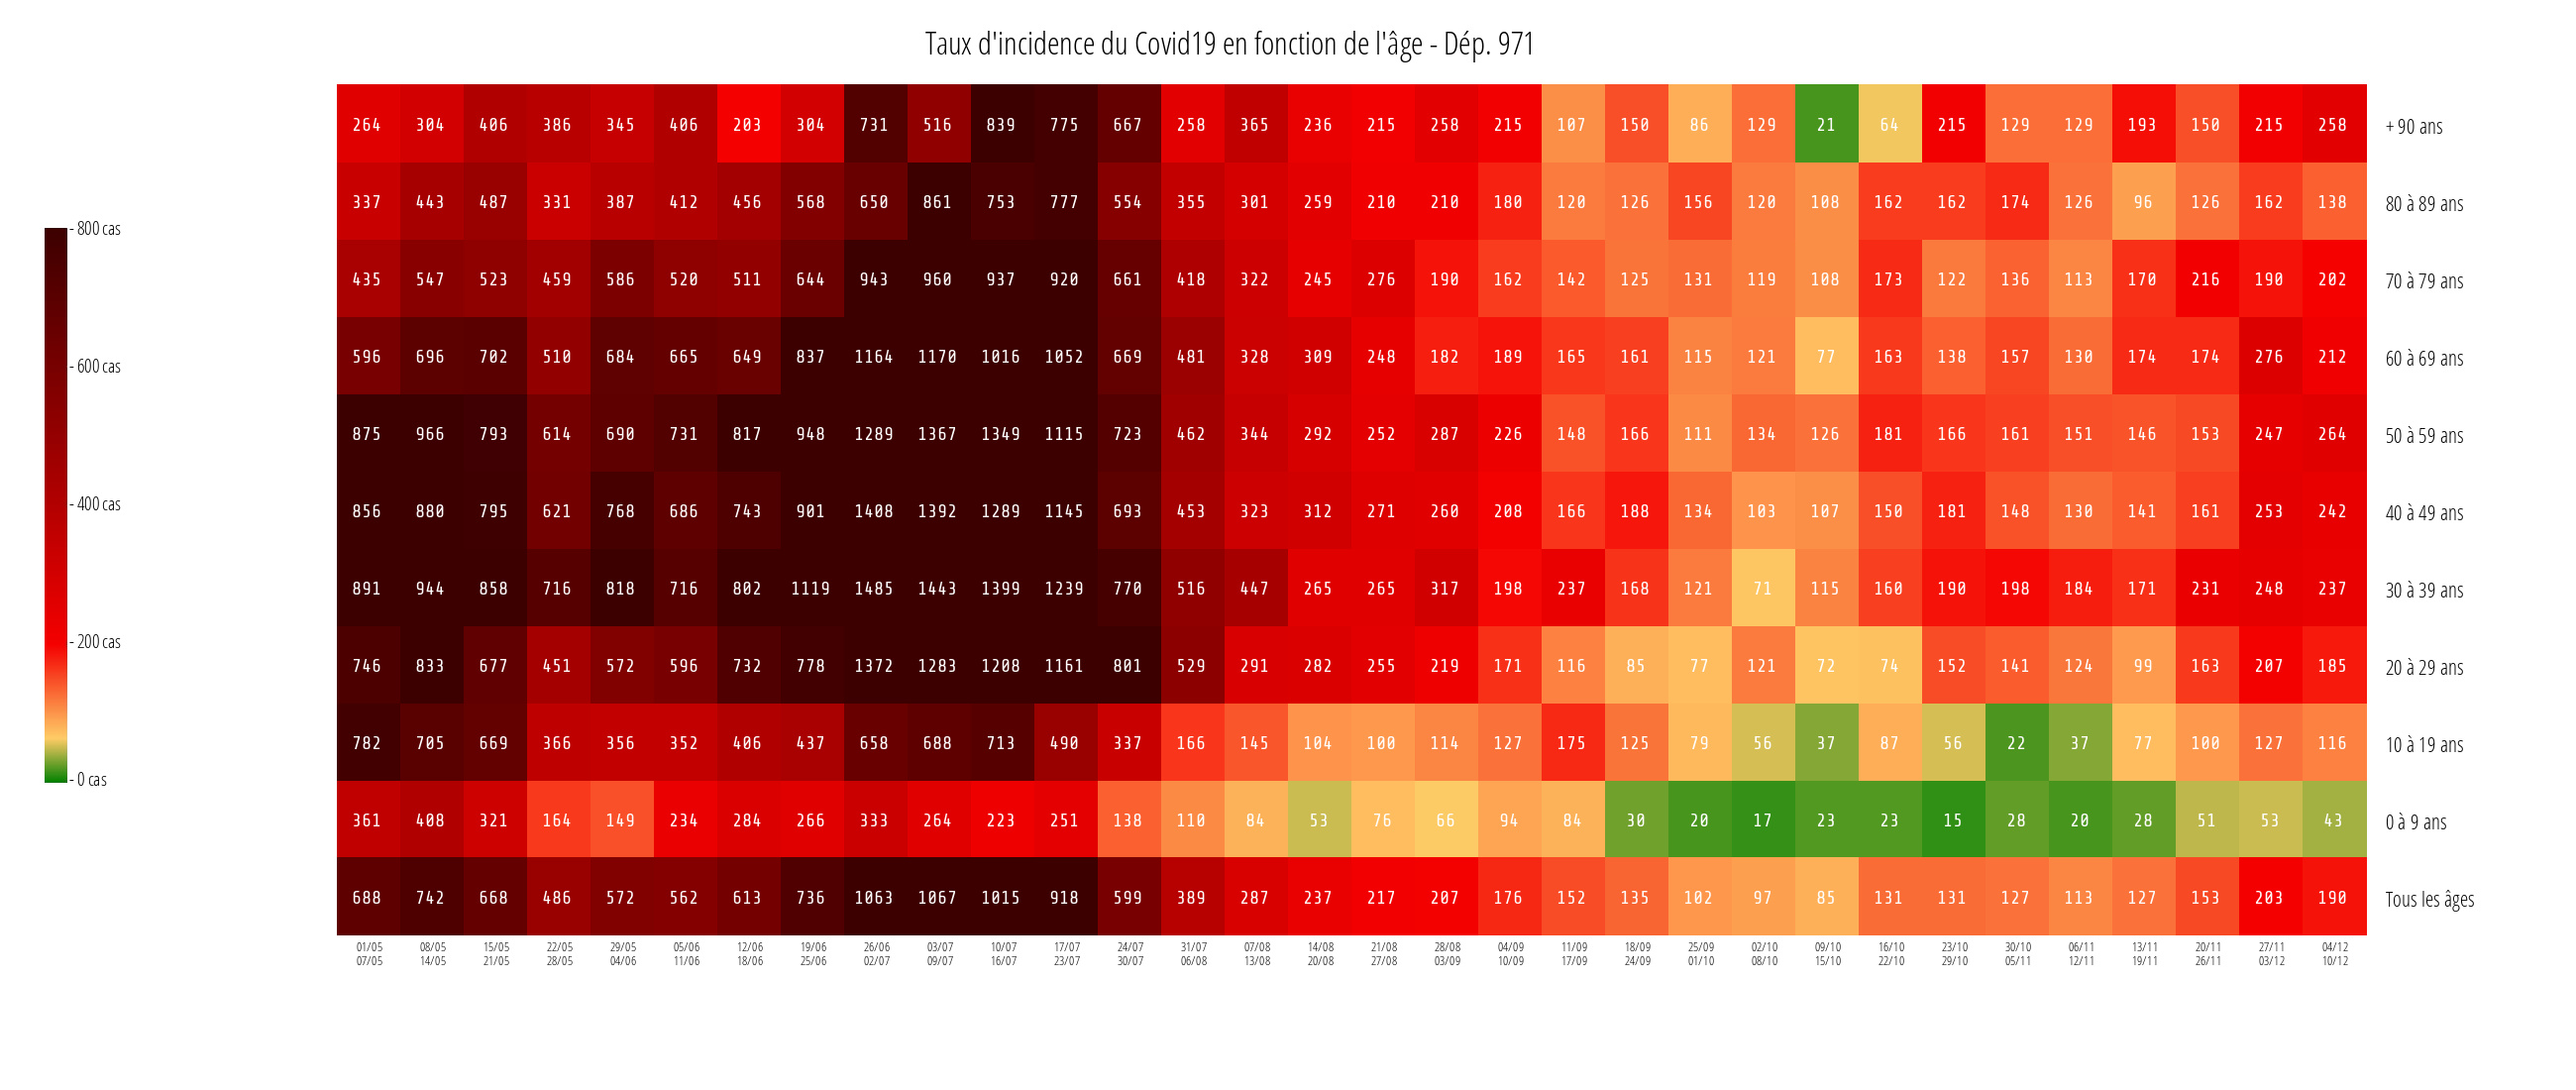 Taux d'incidence du Covid19 en fonction de l'âge - Dép. 971
- 800 cas
- 600 cas
- 400 cas
- 200 cas
- 0 cas
264 304 406 386 345 406 203 304 731 516 839 775 667 258 365 236 215 258 215 107 150 86 129 21 64 215 129 129 193 150 215 258 + 90 ans
337 443 487 331 387 412 456 568 650 861 753 777 554 355 301 259 210 210 180 120 126 156 120 108 162 162 174 126 96 126 162 138 80 à 89 ans
435 547 523 459 586 520 511 644 943 960 937 920 661 418 322 245 276 190 162 142 125 131 119 108 173 122 136 113 170 216 190 202 70 à 79 ans
596 696 702 510 684 665 649 837 1164 1170 1016 1052 669 481 328 309 248 182 189 165 161 115 121 77 163 138 157 130 174 174 276 212 60 à 69 ans
875 966 793 614 690 731 817 948 1289 1367 1349 1115 723 462 344 292 252 287 226 148 166 111 134 126 181 166 161 151 146 153 247 264 50 à 59 ans
856 880 795 621 768 686 743 901 1408 1392 1289 1145 693 453 323 312 271 260 208 166 188 134 103 107 150 181 148 130 141 161 253 242 40 à 49 ans
891 944 858 716 818 716 802 1119 1485 1443 1399 1239 770 516 447 265 265 317 198 237 168 121 71 115 160 190 198 184 171 231 248 237 30 à 39 ans
746 833 677 451 572 596 732 778 1372 1283 1208 1161 801 529 291 282 255 219 171 116 85 77 121 72 74 152 141 124 99 163 207 185 20 à 29 ans
782 705 669 366 356 352 406 437 658 688 713 490 337 166 145 104 100 114 127 175 125 79 56 37 87 56 22 37 77 100 127 116 10 à 19 ans
361 408 321 164 149 234 284 266 333 264 223 251 138 110 84 53 76 66 94 84 30 20 17 23 23 15 28 20 28 51 53 43 0 à 9 ans
688 742 668 486 572 562 613 736 1063 1067 1015 918 599 389 287 237 217 207 176 152 135 102 97 85 131 131 127 113 127 153 203 190 Tous les âges
01/05 08/05 15/05 22/05 29/05 05/06 12/06 19/06 26/06 03/07 10/07 17/07 24/07 31/07 07/08 14/08 21/08 28/08 04/09 11/09 18/09 25/09 02/10 09/10 16/10 23/10 30/10 06/11 13/11 20/11 27/11 04/12
07/05 14/05 21/05 28/05 04/06 11/06 18/06 25/06 02/07 09/07 16/07 23/07 30/07 06/08 13/08 20/08 27/08 03/09 10/09 17/09 24/09 01/10 08/10 15/10 22/10 29/10 05/11 12/11 19/11 26/11 03/12 10/12